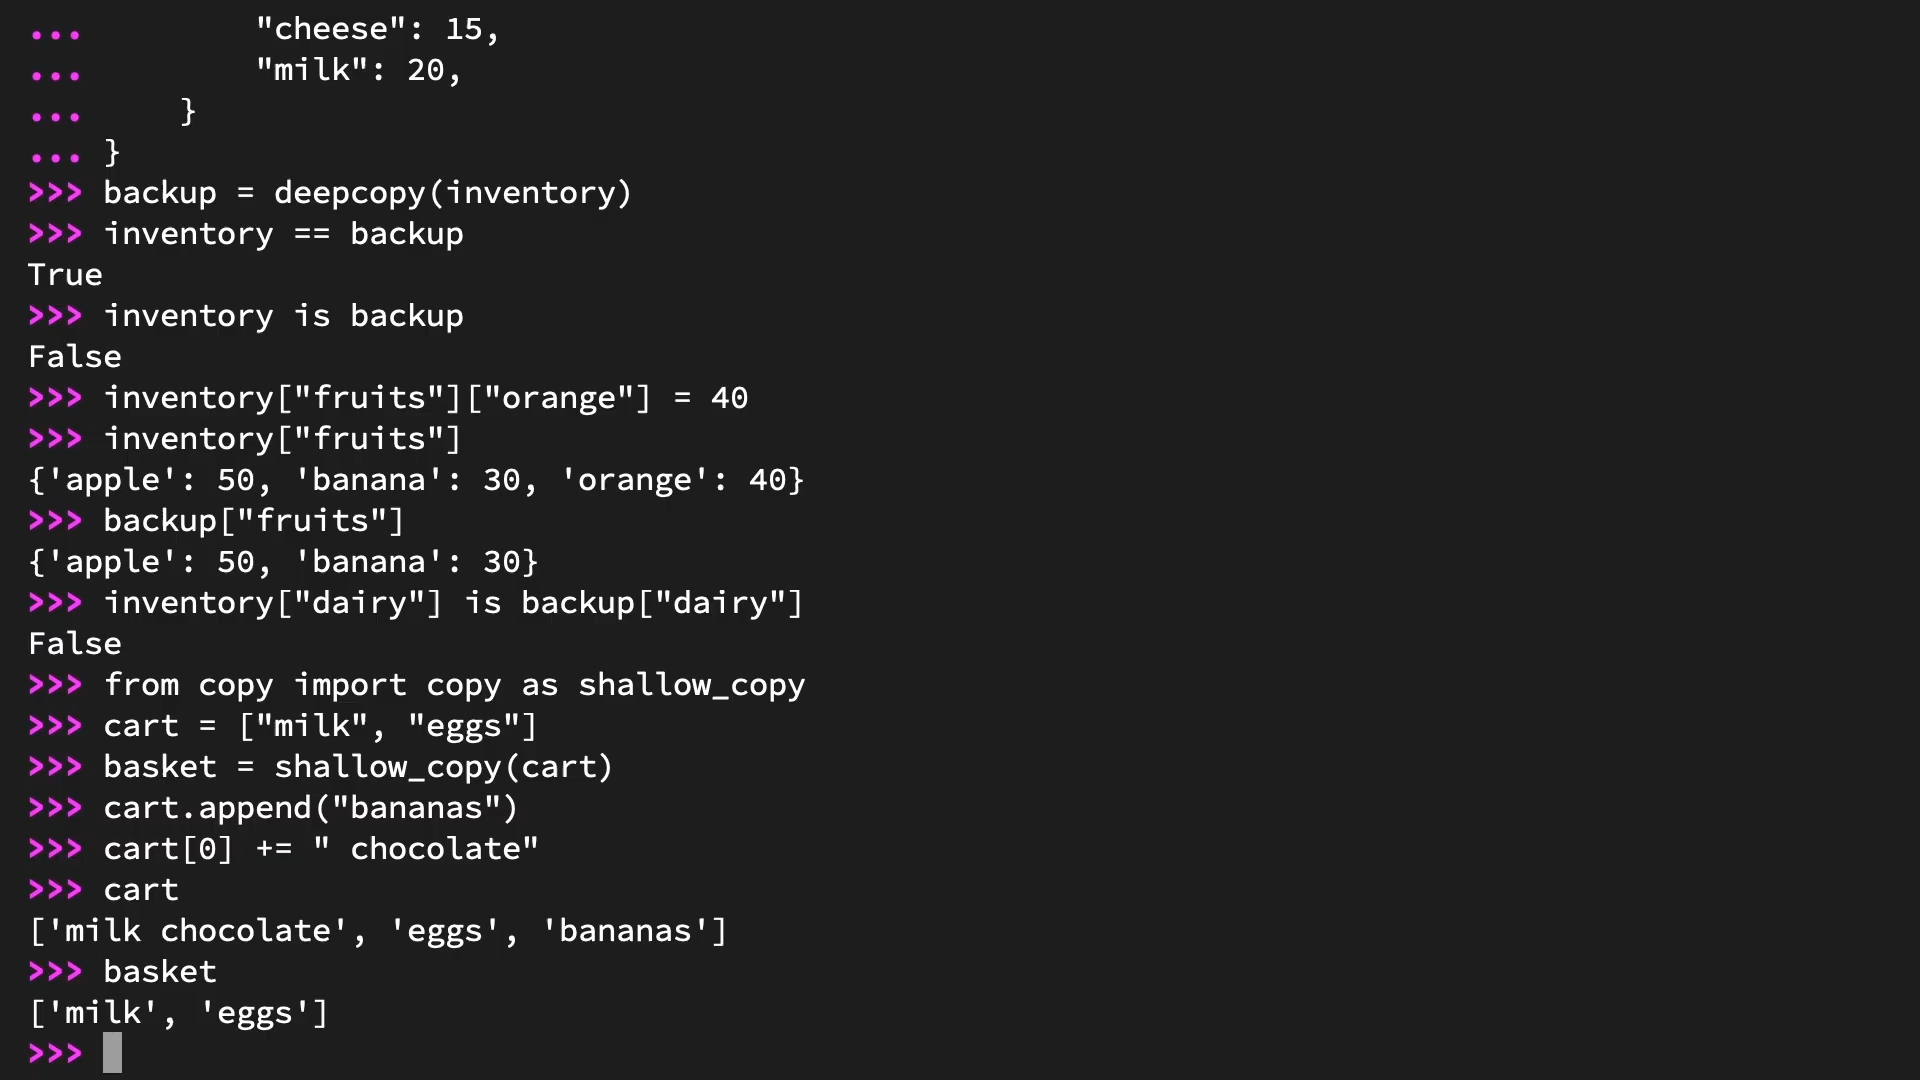 ...         "cheese": 15,
...         "milk": 20,
...     }
... }
>>> backup = deepcopy(inventory)
>>> inventory == backup
True
>>> inventory is backup
False
>>> inventory["fruits"]["orange"] = 40
>>> inventory["fruits"]
{'apple': 50, 'banana': 30, 'orange': 40}
>>> backup["fruits"]
{'apple': 50, 'banana': 30}
>>> inventory["dairy"] is backup["dairy"]
False
>>> from copy import copy as shallow_copy
>>> cart = ["milk", "eggs"]
>>> basket = shallow_copy(cart)
>>> cart.append("bananas")
>>> cart[0] += " chocolate"
>>> cart
['milk chocolate', 'eggs', 'bananas']
>>> basket
['milk', 'eggs']
>>>